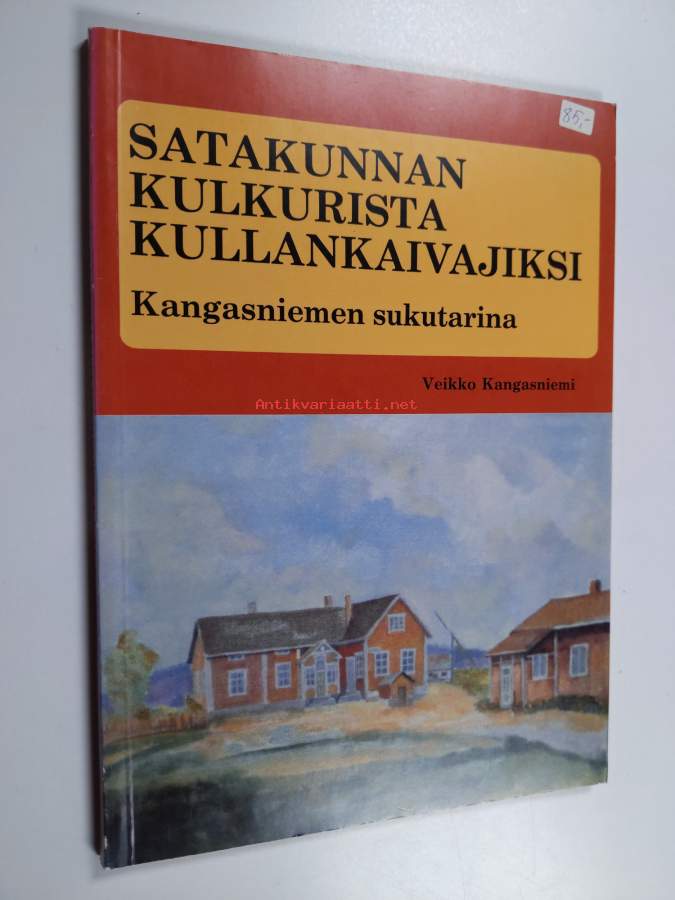 85,-
SATAKUNNAN
KULKURISTA
KULLANKAIVAJIKSI
Kangasniemen sukutarina
Veikko Kangasniemi
Antikvariaatti.net